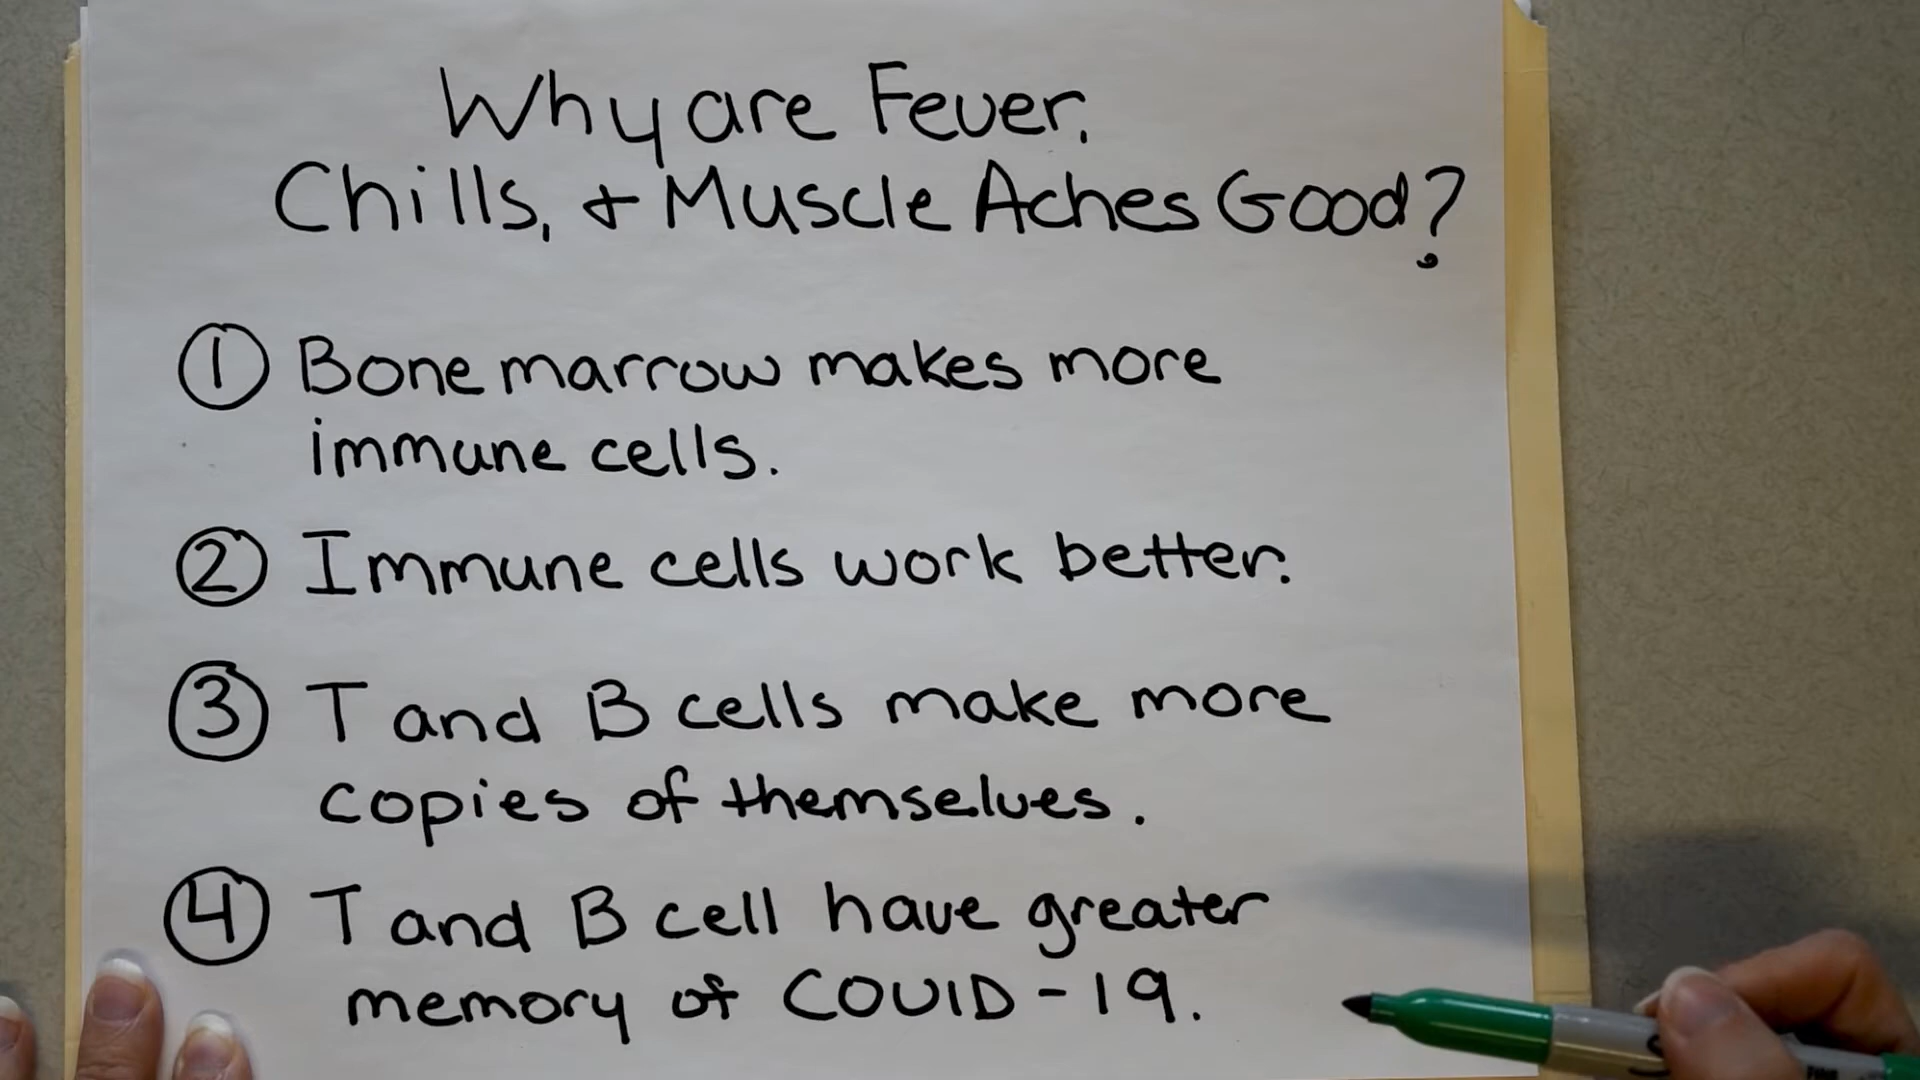 Why are Fever,
Chills, + Muscle Aches Good?
① Bone marrow makes more
immune cells.
② Immune cells work better.
③ T and B cells make more
copies of themselves.
④ T and B cell have greater
memory of COVID-19.